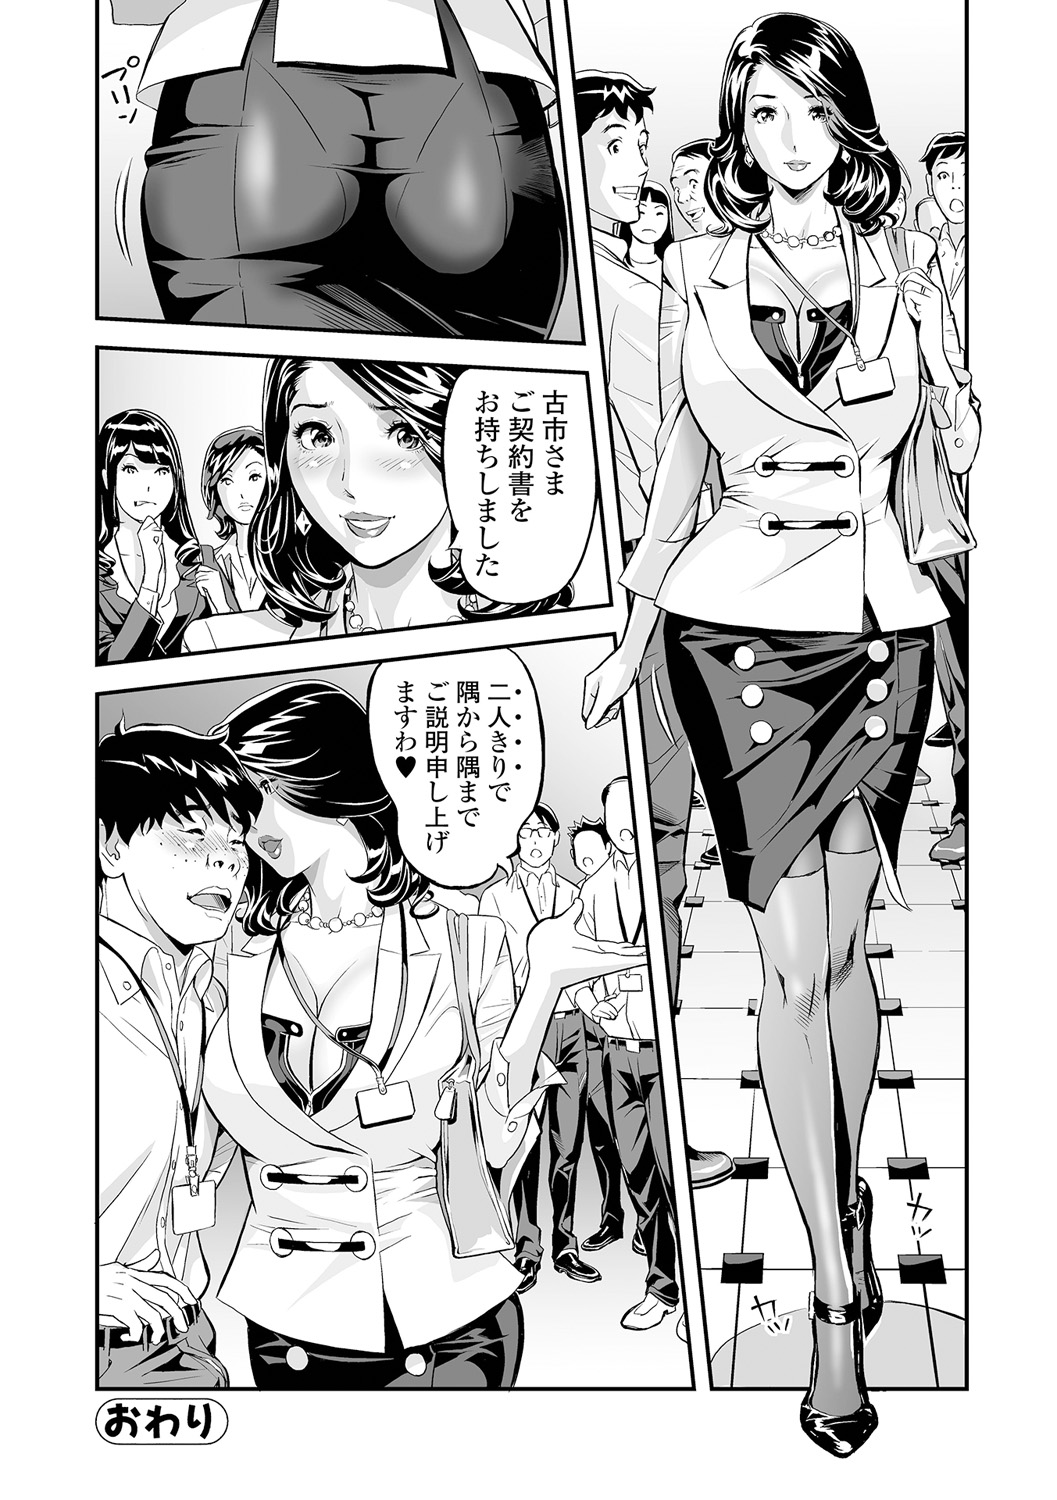 カツ
カッ
プリン
古市さま
ご契約書を
お持ちしました
二人きりで
隅から隅まで
ご説明申し上げ
ますわ♥
おわり